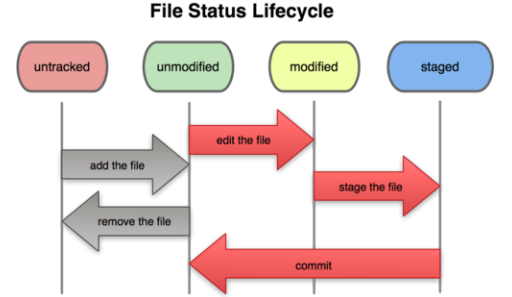 File Status Lifecycle
untracked
unmodified
modified
staged
edit the file
add the file
stage the file
remove the file
commit